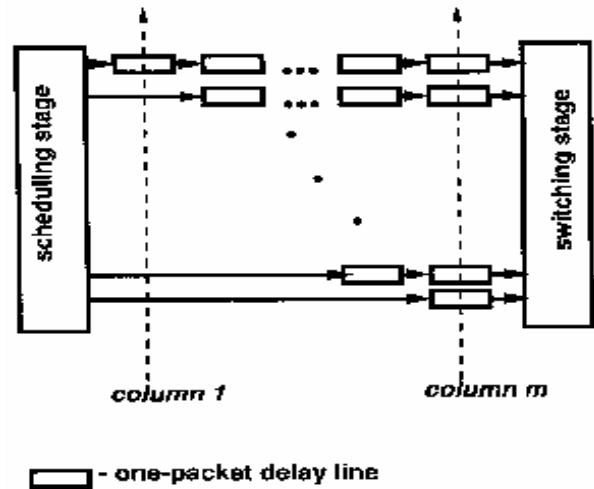 scheduling stage
switching stage
column 1
column m
- one-packet delay line